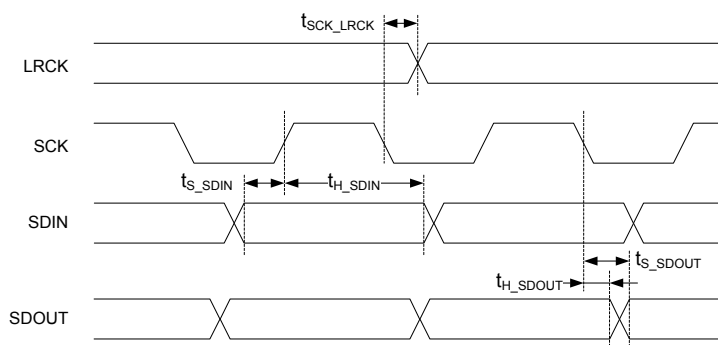 tSCK_LRCK
LRCK
SCK
tS_SDIN
tH_SDIN
SDIN
tS_SDOUT
tH_SDOUT
SDOUT